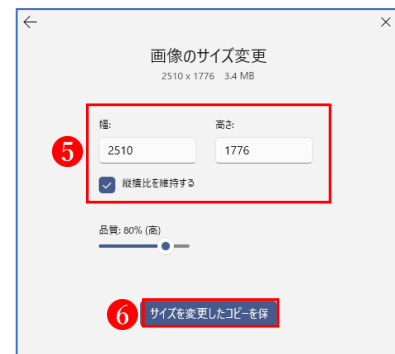 画像のサイズ変更
2510 x 1776 3.4 MB
幅: 高さ:
5
2510 1776
縦横比を維持する
品質: 80% (高)
6
サイズを変更したコピーを保